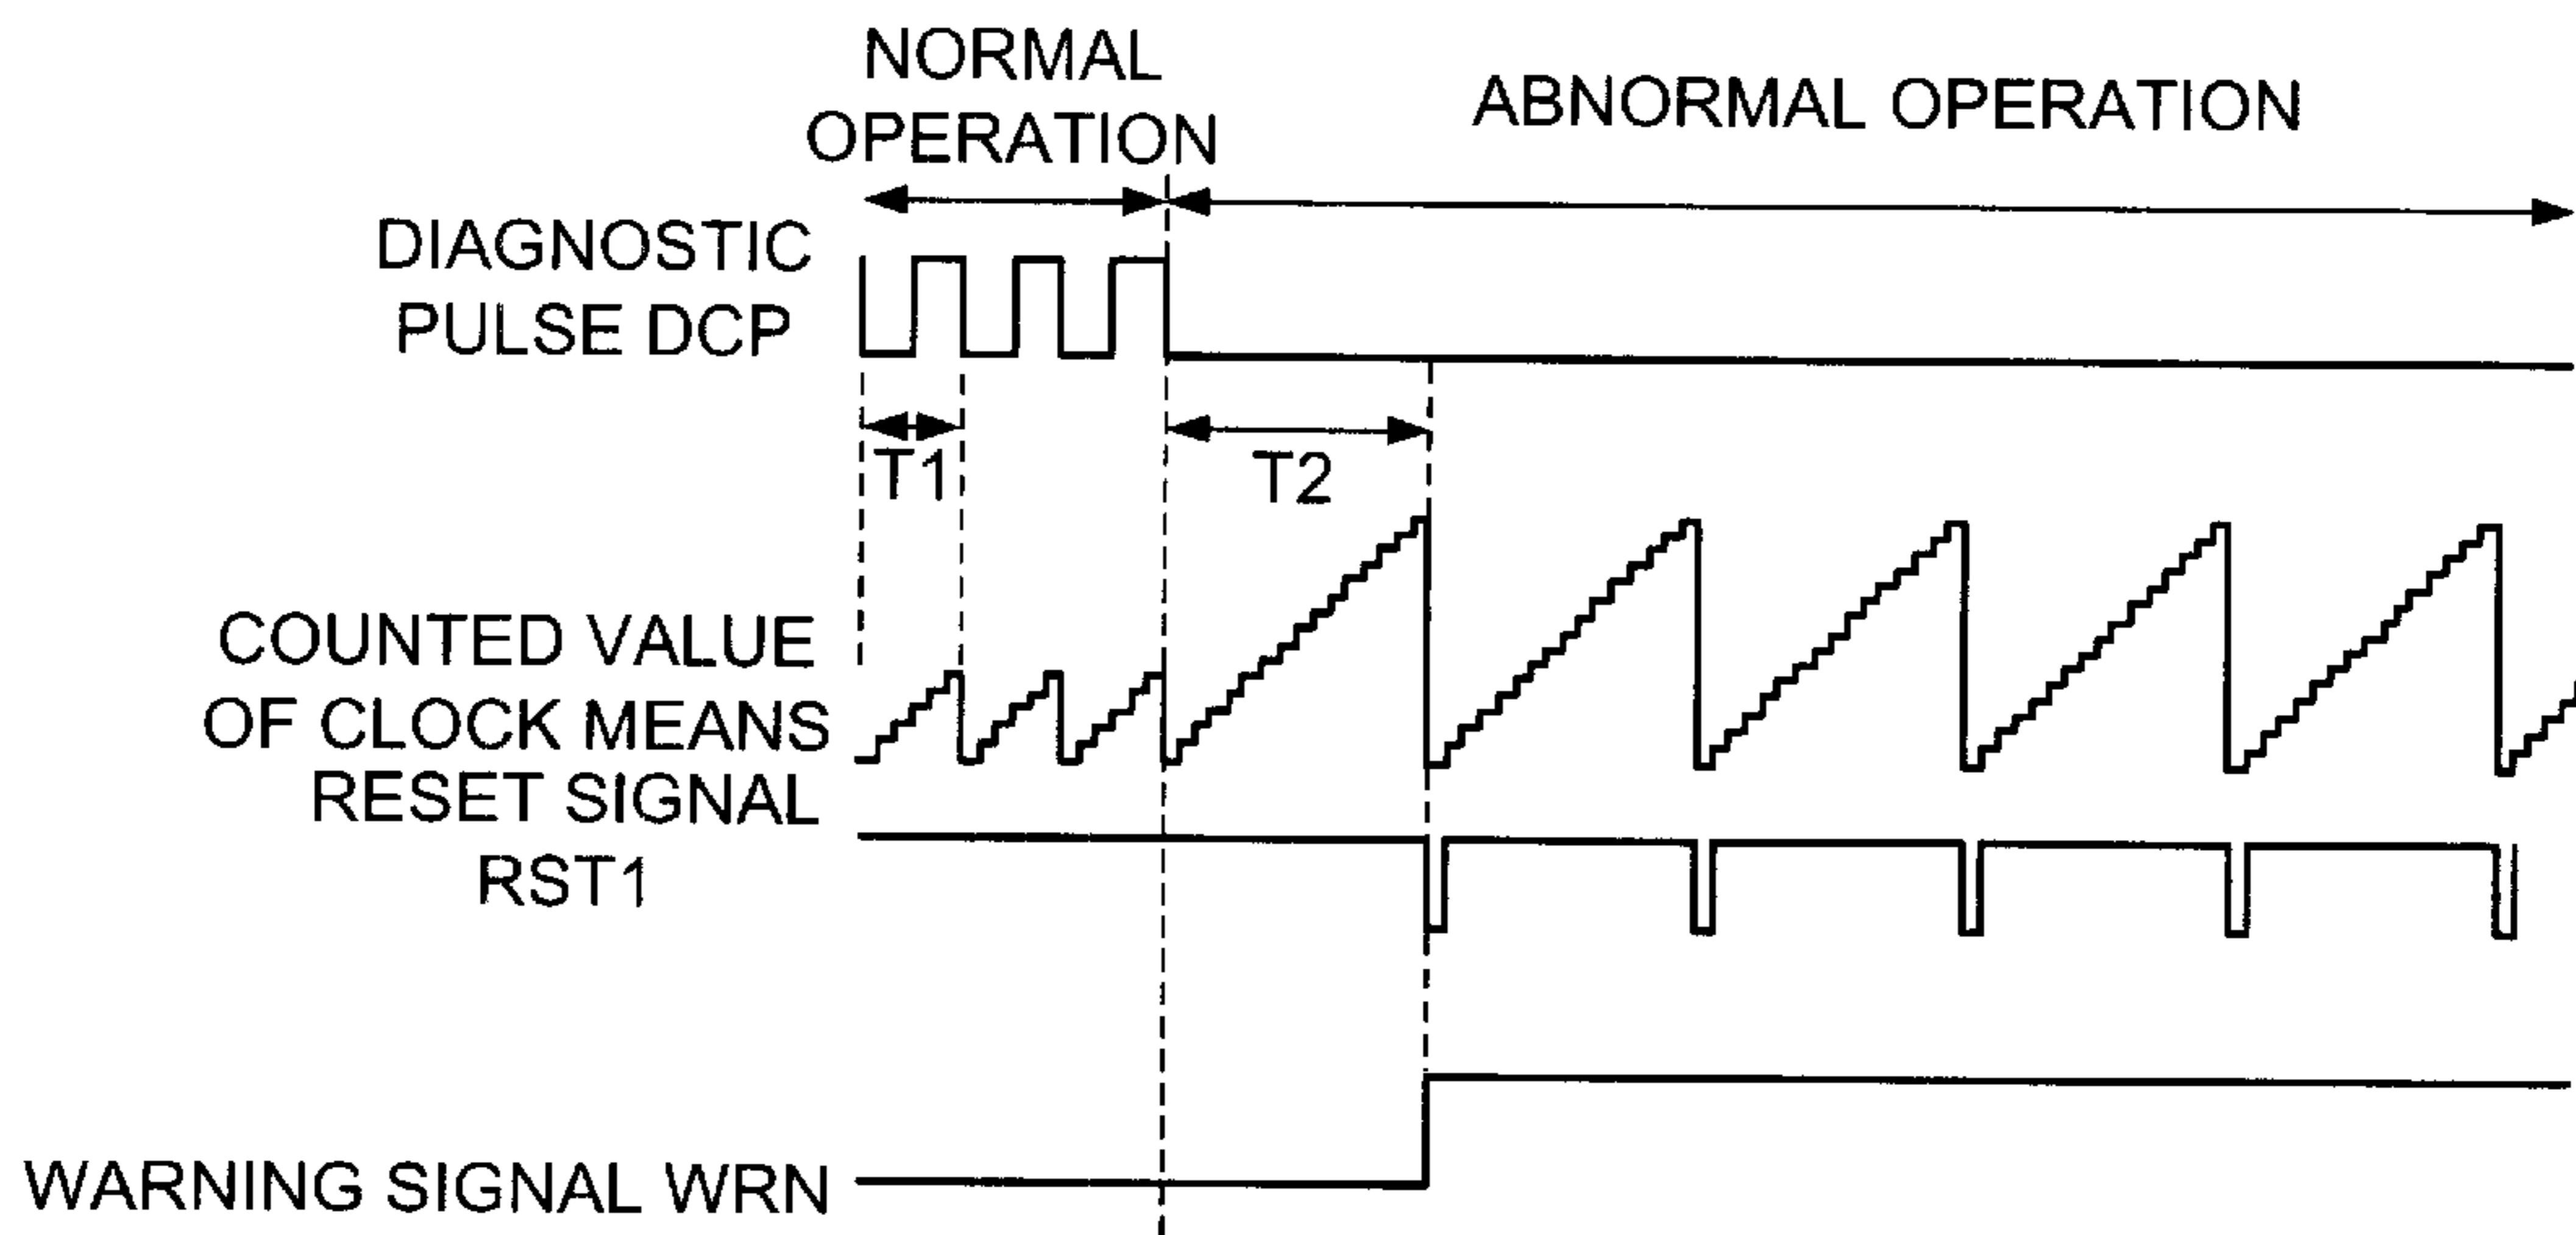 NORMAL
OPERATION
ABNORMAL OPERATION
DIAGNOSTIC
PULSE DCP
T1
T2
COUNTED VALUE
OF CLOCK MEANS
RESET SIGNAL
RST1
WARNING SIGNAL WRN